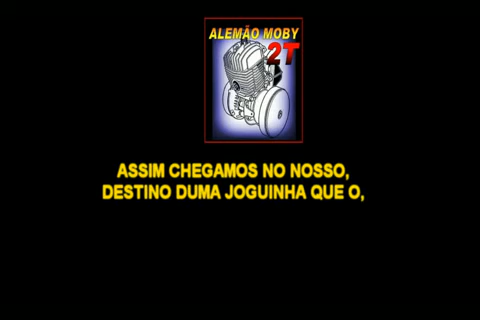 ALEMÃO MOBY
2T
ASSIM CHEGAMOS NO NOSSO,
DESTINO DUMA JOGUINHA QUE O,